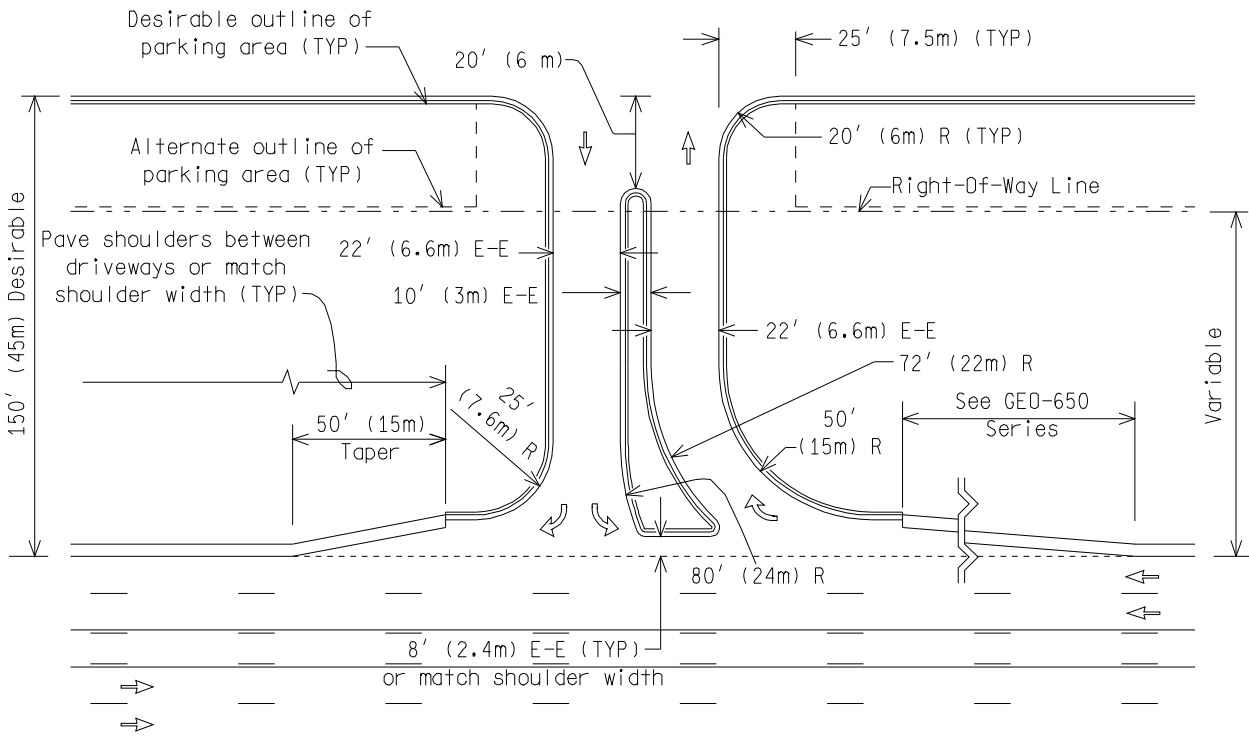 Desirable outline of
parking area (TYP)
20' (6 m)
25' (7.5m) (TYP)
20' (6m) R (TYP)
Alternate outline of
parking area (TYP)
Right-Of-Way Line
Pave shoulders between
driveways or match
shoulder width (TYP)
22' (6.6m) E-E
10' (3m) E-E
22' (6.6m) E-E
72' (22m) R
150' (45m) Desirable
Variable
50' (15m)
Taper
25'
(7.6m) R
50'
(15m) R
See GEO-650
Series
80' (24m) R
8' (2.4m) E-E (TYP)
or match shoulder width